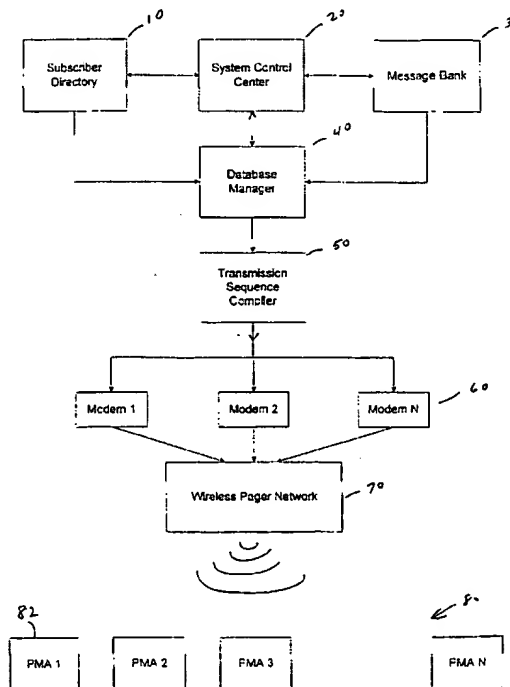 10
20
3
Subscriber
Directory
System Control
Center
Message Bank
40
Database
Manager
50
Transmission
Sequence
Compiler
Modem 1
Modem 2
Modem N
60
Wireless Pager Network
70
82
PMA 1
PMA 2
PMA 3
PMA N